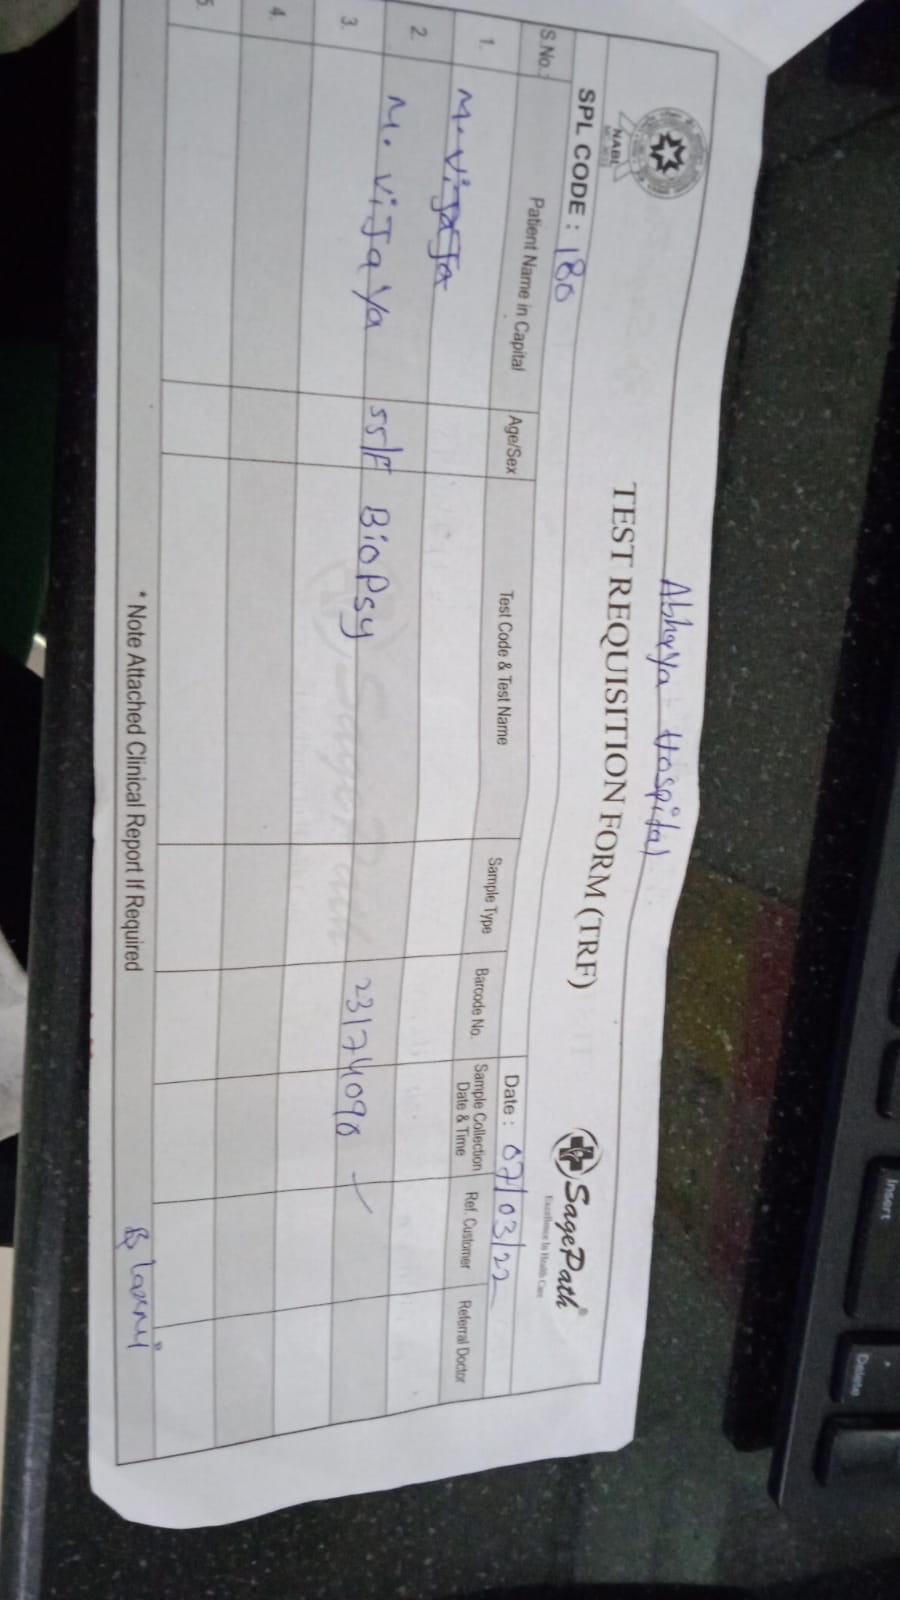 Abhaya Hospital
TEST REQUISITION FORM (TRF)
NABL
SagePath®
Excellence In Health Care
SPL CODE : 180
Date : 07/03/22
S.No.: Patient Name in Capital Age/Sex Test Code & Test Name Sample Type Barcode No. Sample Collection Date & Time Ref. Customer Referral Doctor
1. M. ViJaJa
2. M. ViJaYa 55/F BioPsy 23174090
3.
4.
5.
* Note Attached Clinical Report If Required
Insert
Delete